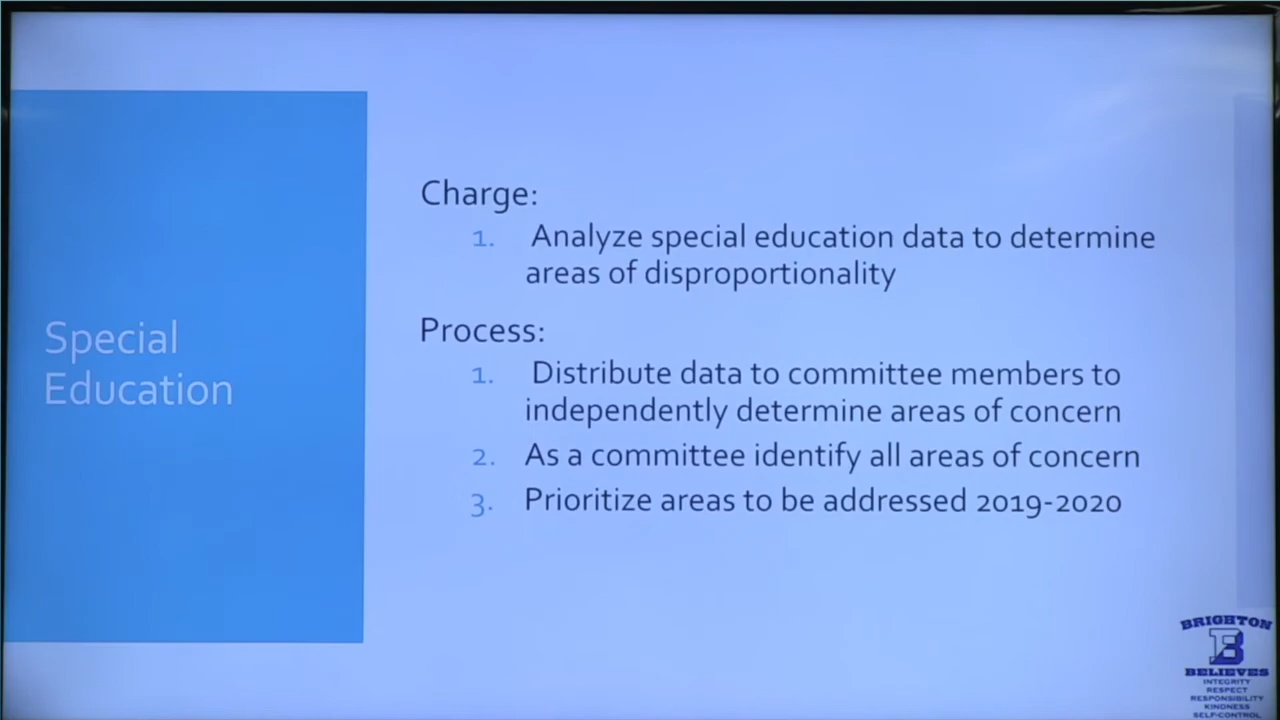 Special
Education
Charge:
1. Analyze special education data to determine
areas of disproportionality
Process:
1. Distribute data to committee members to
independently determine areas of concern
2. As a committee identify all areas of concern
3. Prioritize areas to be addressed 2019-2020
BRIGHTON
B
BELIEVES
INTEGRITY
RESPECT
RESPONSIBILITY
KINDNESS
SELF-CONTROL